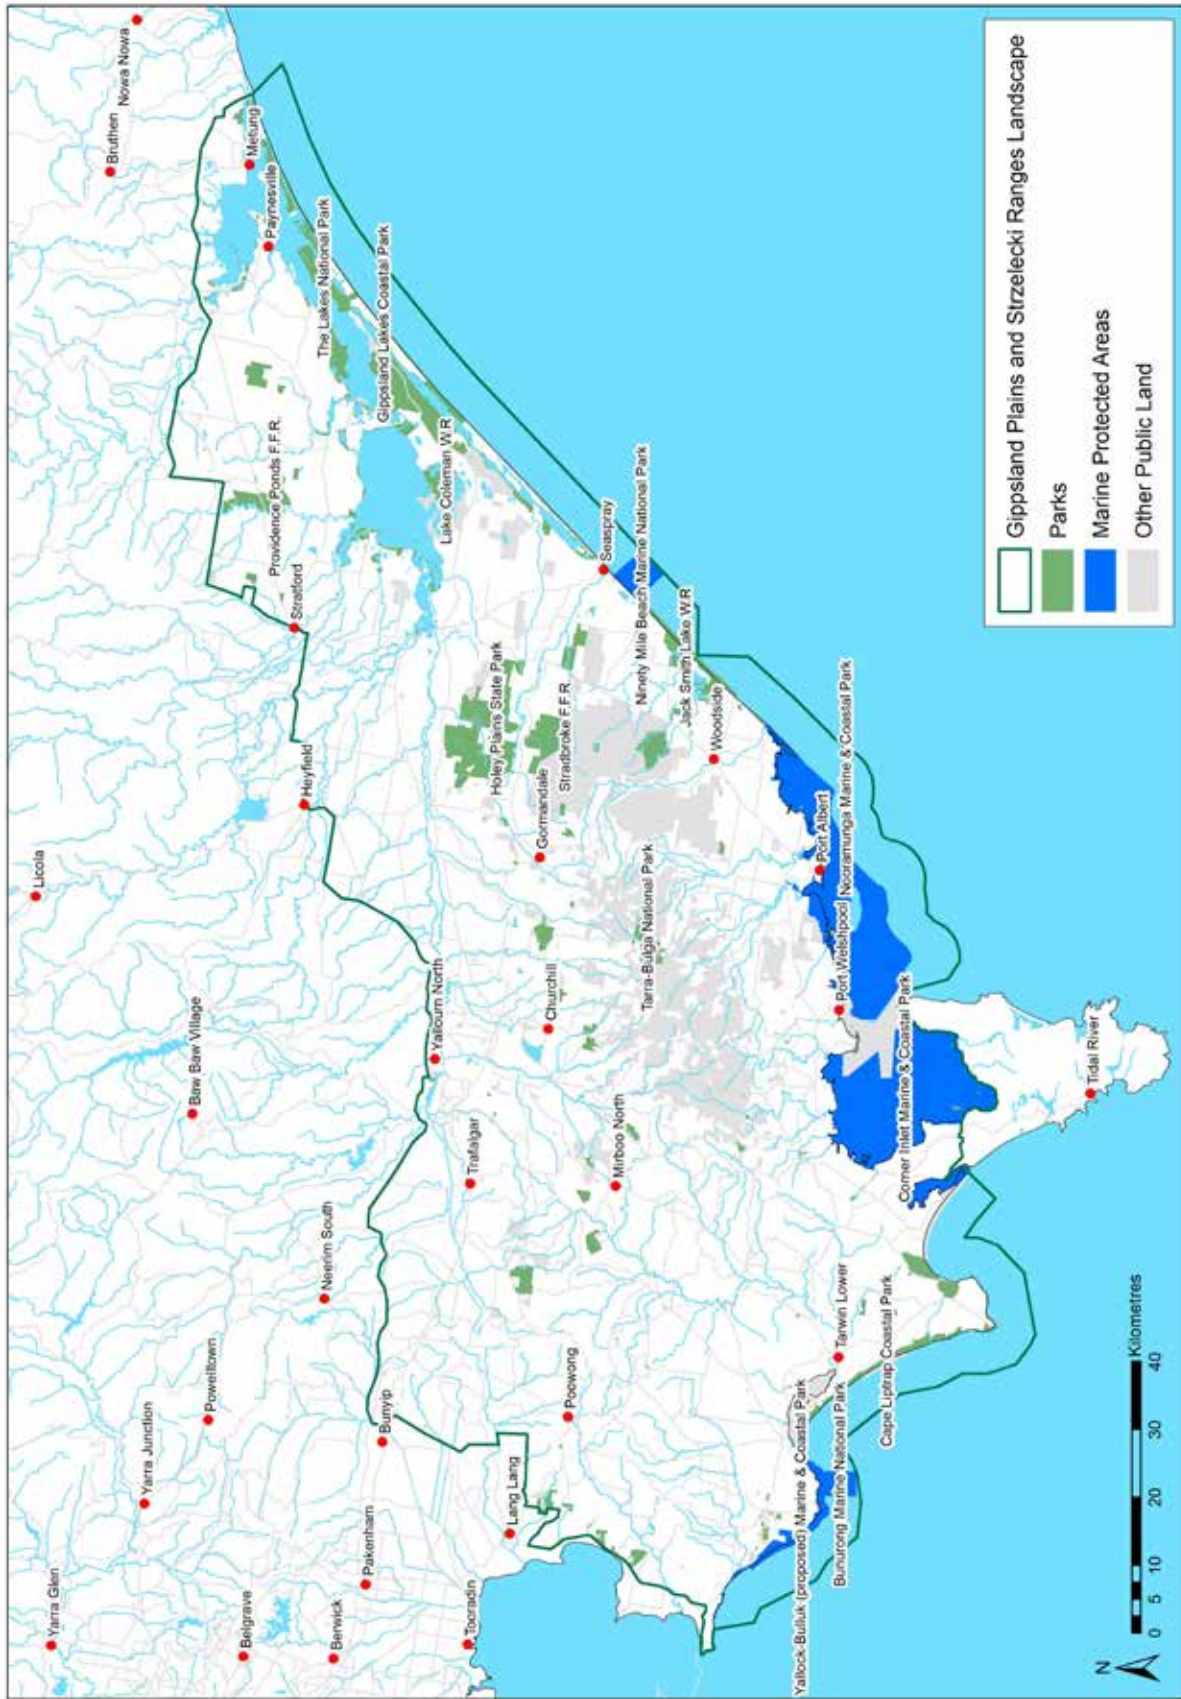 Nowa Nowa
Bruthen
Metung
Paynesville
The Lakes National Park
Gippsland Lakes Coastal Park
Providence Ponds F.F.R.
Lake Coleman W.R
Stratford
Seaspray
Ninety Mile Beach Marine National Park
Jack Smith Lake W.R
Holey Plains State Park
Stradbroke F.F.R.
Woodside
Heyfield
Gormandale
Licola
Port Albert
Nooramunga Marine & Coastal Park
Port Welshpool
Tarra-Bulga National Park
Churchill
Yallourn North
Baw Baw Village
Corner Inlet Marine & Coastal Park
Tidal River
Trafalgar
Mirboo North
Neerim South
Tarwin Lower
Cape Liptrap Coastal Park
Powelltown
Poowong
Bunyip
Yarra Junction
Yallock-Bulluk (proposed) Marine & Coastal Park
Bunurong Marine National Park
Lang Lang
Pakenham
Yarra Glen
Belgrave
Berwick
Tooradin
N
0 5 10 20 30 40
Kilometres
Gippsland Plains and Strzelecki Ranges Landscape
Parks
Marine Protected Areas
Other Public Land